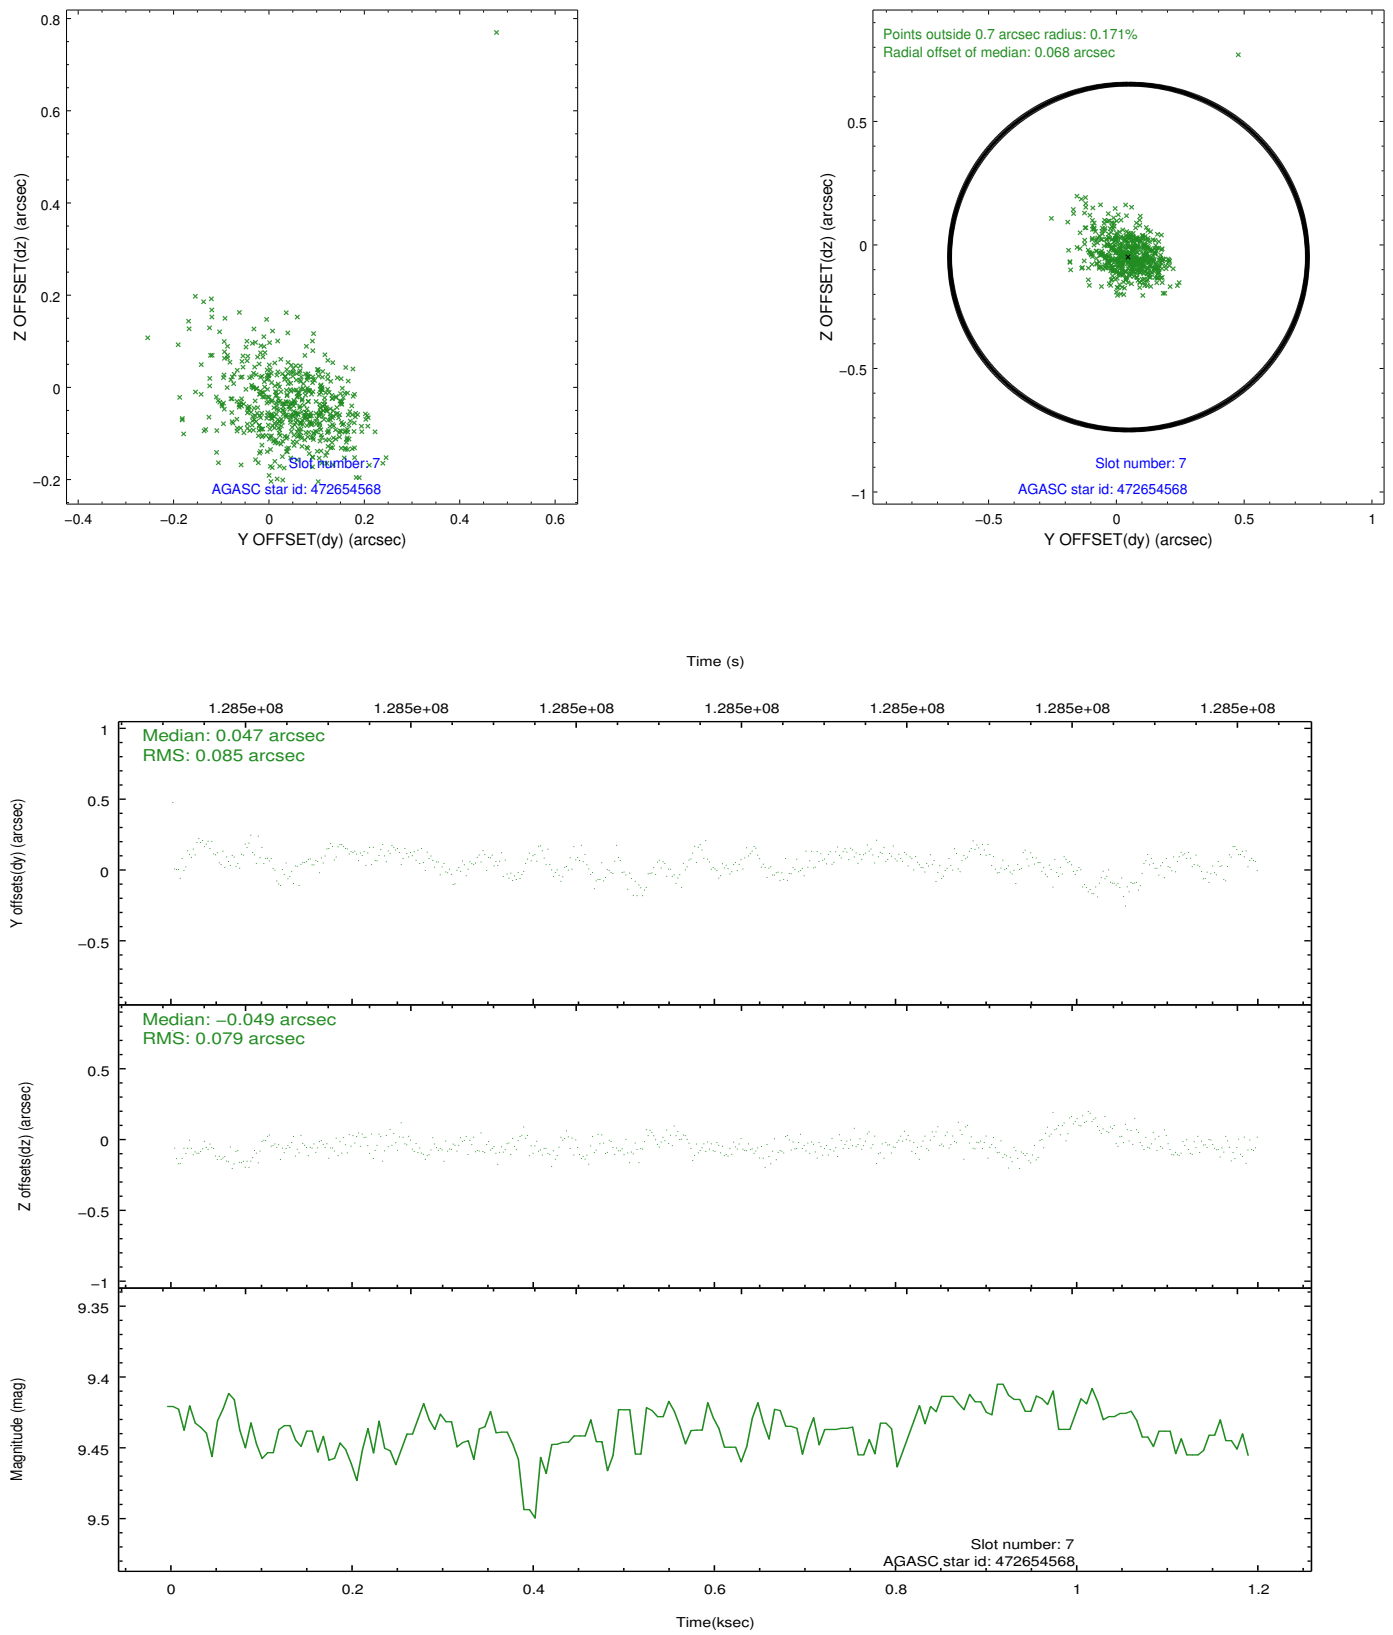 0.8
0.6
0.4
0.2
0
−0.2
Z OFFSET(dz) (arcsec)
−0.4
−0.2
0
0.2
0.4
0.6
Y OFFSET(dy) (arcsec)
Slot number: 7
AGASC star id: 472654568
Points outside 0.7 arcsec radius: 0.171%
Radial offset of median: 0.068 arcsec
0.5
0
−0.5
−1
Z OFFSET(dz) (arcsec)
Slot number: 7
AGASC star id: 472654568
−0.5
0
0.5
1
Y OFFSET(dy) (arcsec)
Time (s)
1.285e+08
1.285e+08
1.285e+08
1.285e+08
1.285e+08
1.285e+08
1.285e+08
Median: 0.047 arcsec
RMS: 0.085 arcsec
1
0.5
0
−0.5
Y offsets(dy) (arcsec)
Median: −0.049 arcsec
RMS: 0.079 arcsec
0.5
0
−0.5
−1
Z offsets(dz) (arcsec)
9.35
9.4
9.45
9.5
Magnitude (mag)
Slot number: 7
AGASC star id: 472654568
0
0.2
0.4
0.6
0.8
1
1.2
Time(ksec)